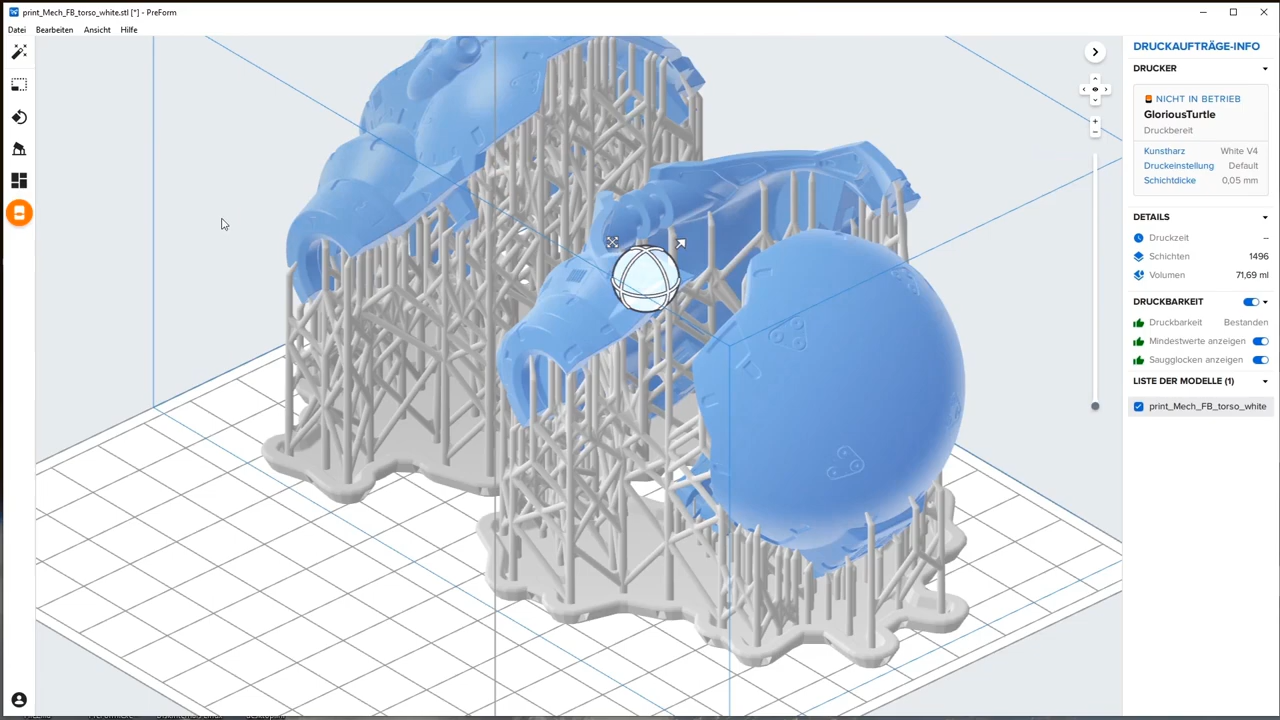 print_Mech_FB_torso_white.stl [*] - PreForm
Datei Bearbeiten Ansicht Hilfe
DRUCKAUFTRÄGE-INFO
DRUCKER
NICHT IN BETRIEB
GloriousTurtle
Druckbereit
Kunstharz White V4
Druckeinstellung Default
Schichtdicke 0,05 mm
DETAILS
Druckzeit --
Schichten 1496
Volumen 71,69 ml
DRUCKBARKEIT
Druckbarkeit Bestanden
Mindestwerte anzeigen
Saugglocken anzeigen
LISTE DER MODELLE (1)
print_Mech_FB_torso_white